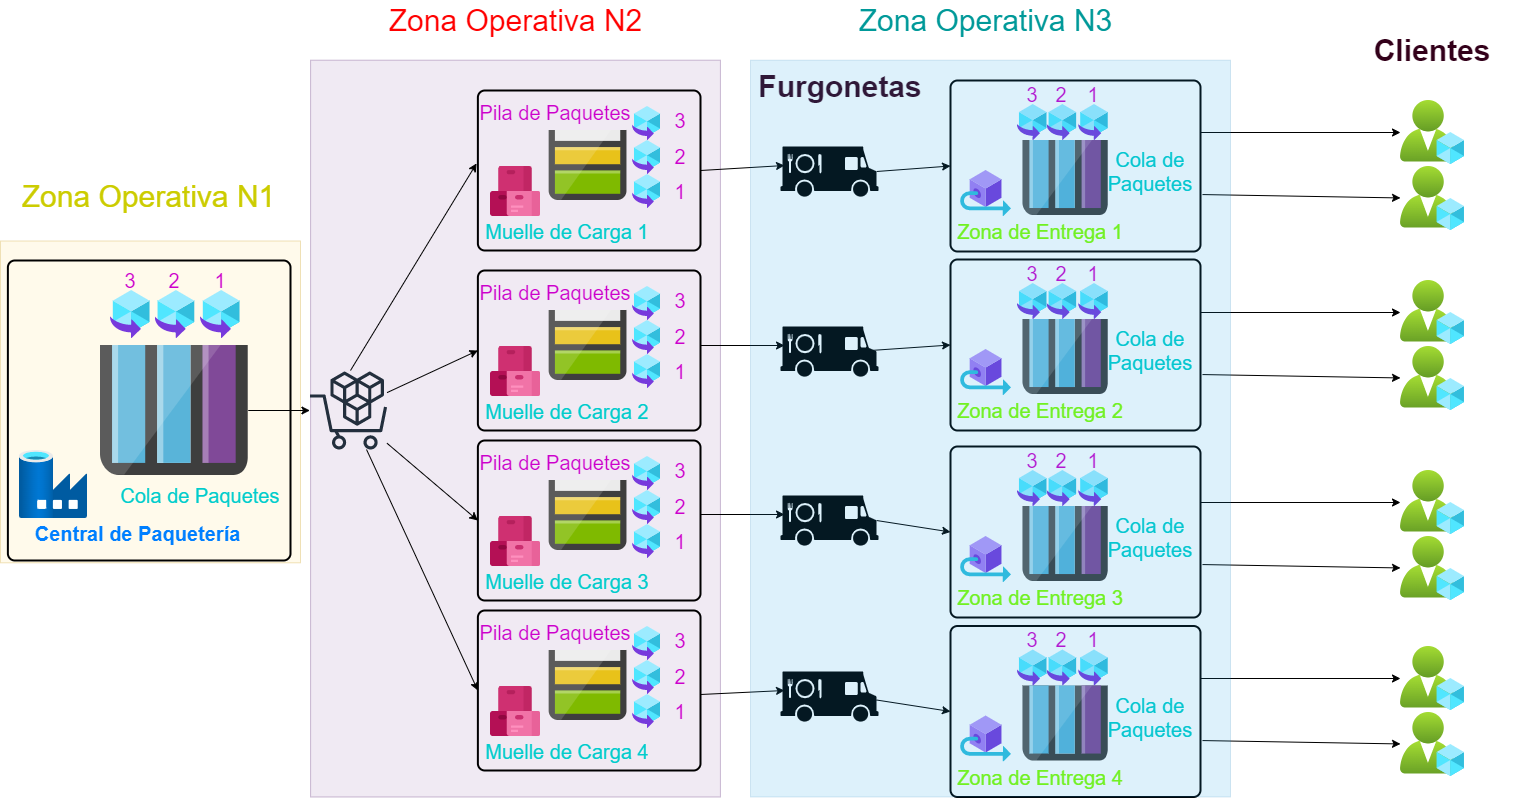 Zona Operativa N1
3 2 1
Cola de Paquetes
Central de Paquetería
Zona Operativa N2
Pila de Paquetes
3
2
1
Muelle de Carga 1
Pila de Paquetes
3
2
1
Muelle de Carga 2
Pila de Paquetes
3
2
1
Muelle de Carga 3
Pila de Paquetes
3
2
1
Muelle de Carga 4
Zona Operativa N3
Furgonetas
3 2 1
Cola de
Paquetes
Zona de Entrega 1
3 2 1
Cola de
Paquetes
Zona de Entrega 2
3 2 1
Cola de
Paquetes
Zona de Entrega 3
3 2 1
Cola de
Paquetes
Zona de Entrega 4
Clientes